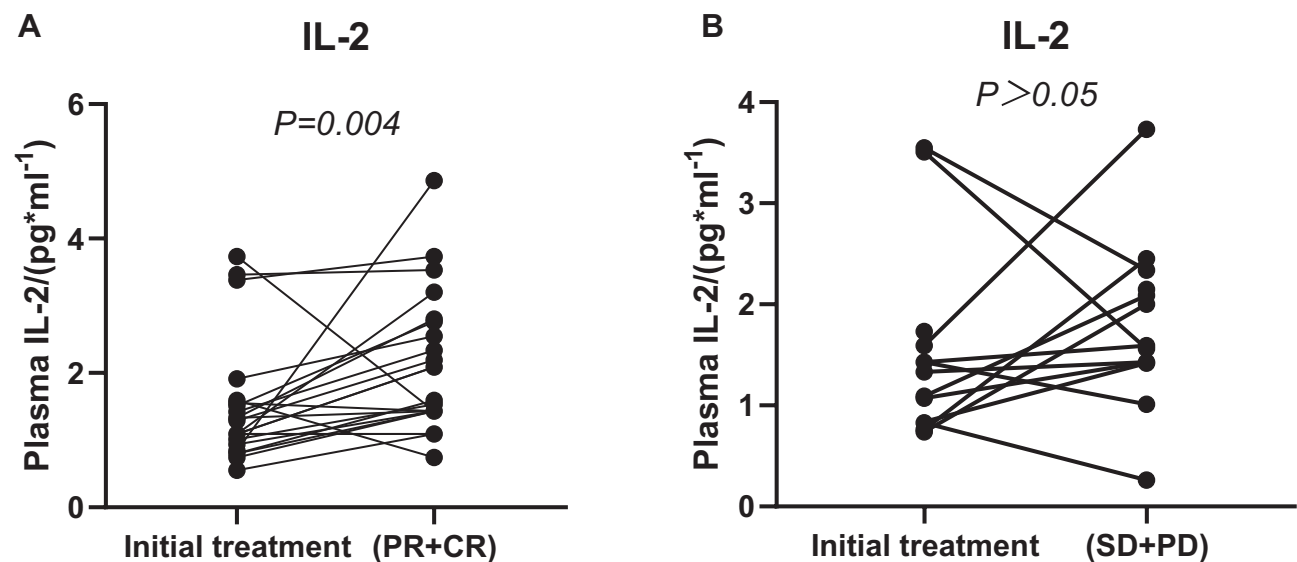 A
IL-2
P=0.004
Plasma IL-2/(pg*ml⁻¹)
6
4
2
0
Initial treatment (PR+CR)
B
IL-2
P>0.05
Plasma IL-2/(pg*ml⁻¹)
4
3
2
1
0
Initial treatment (SD+PD)